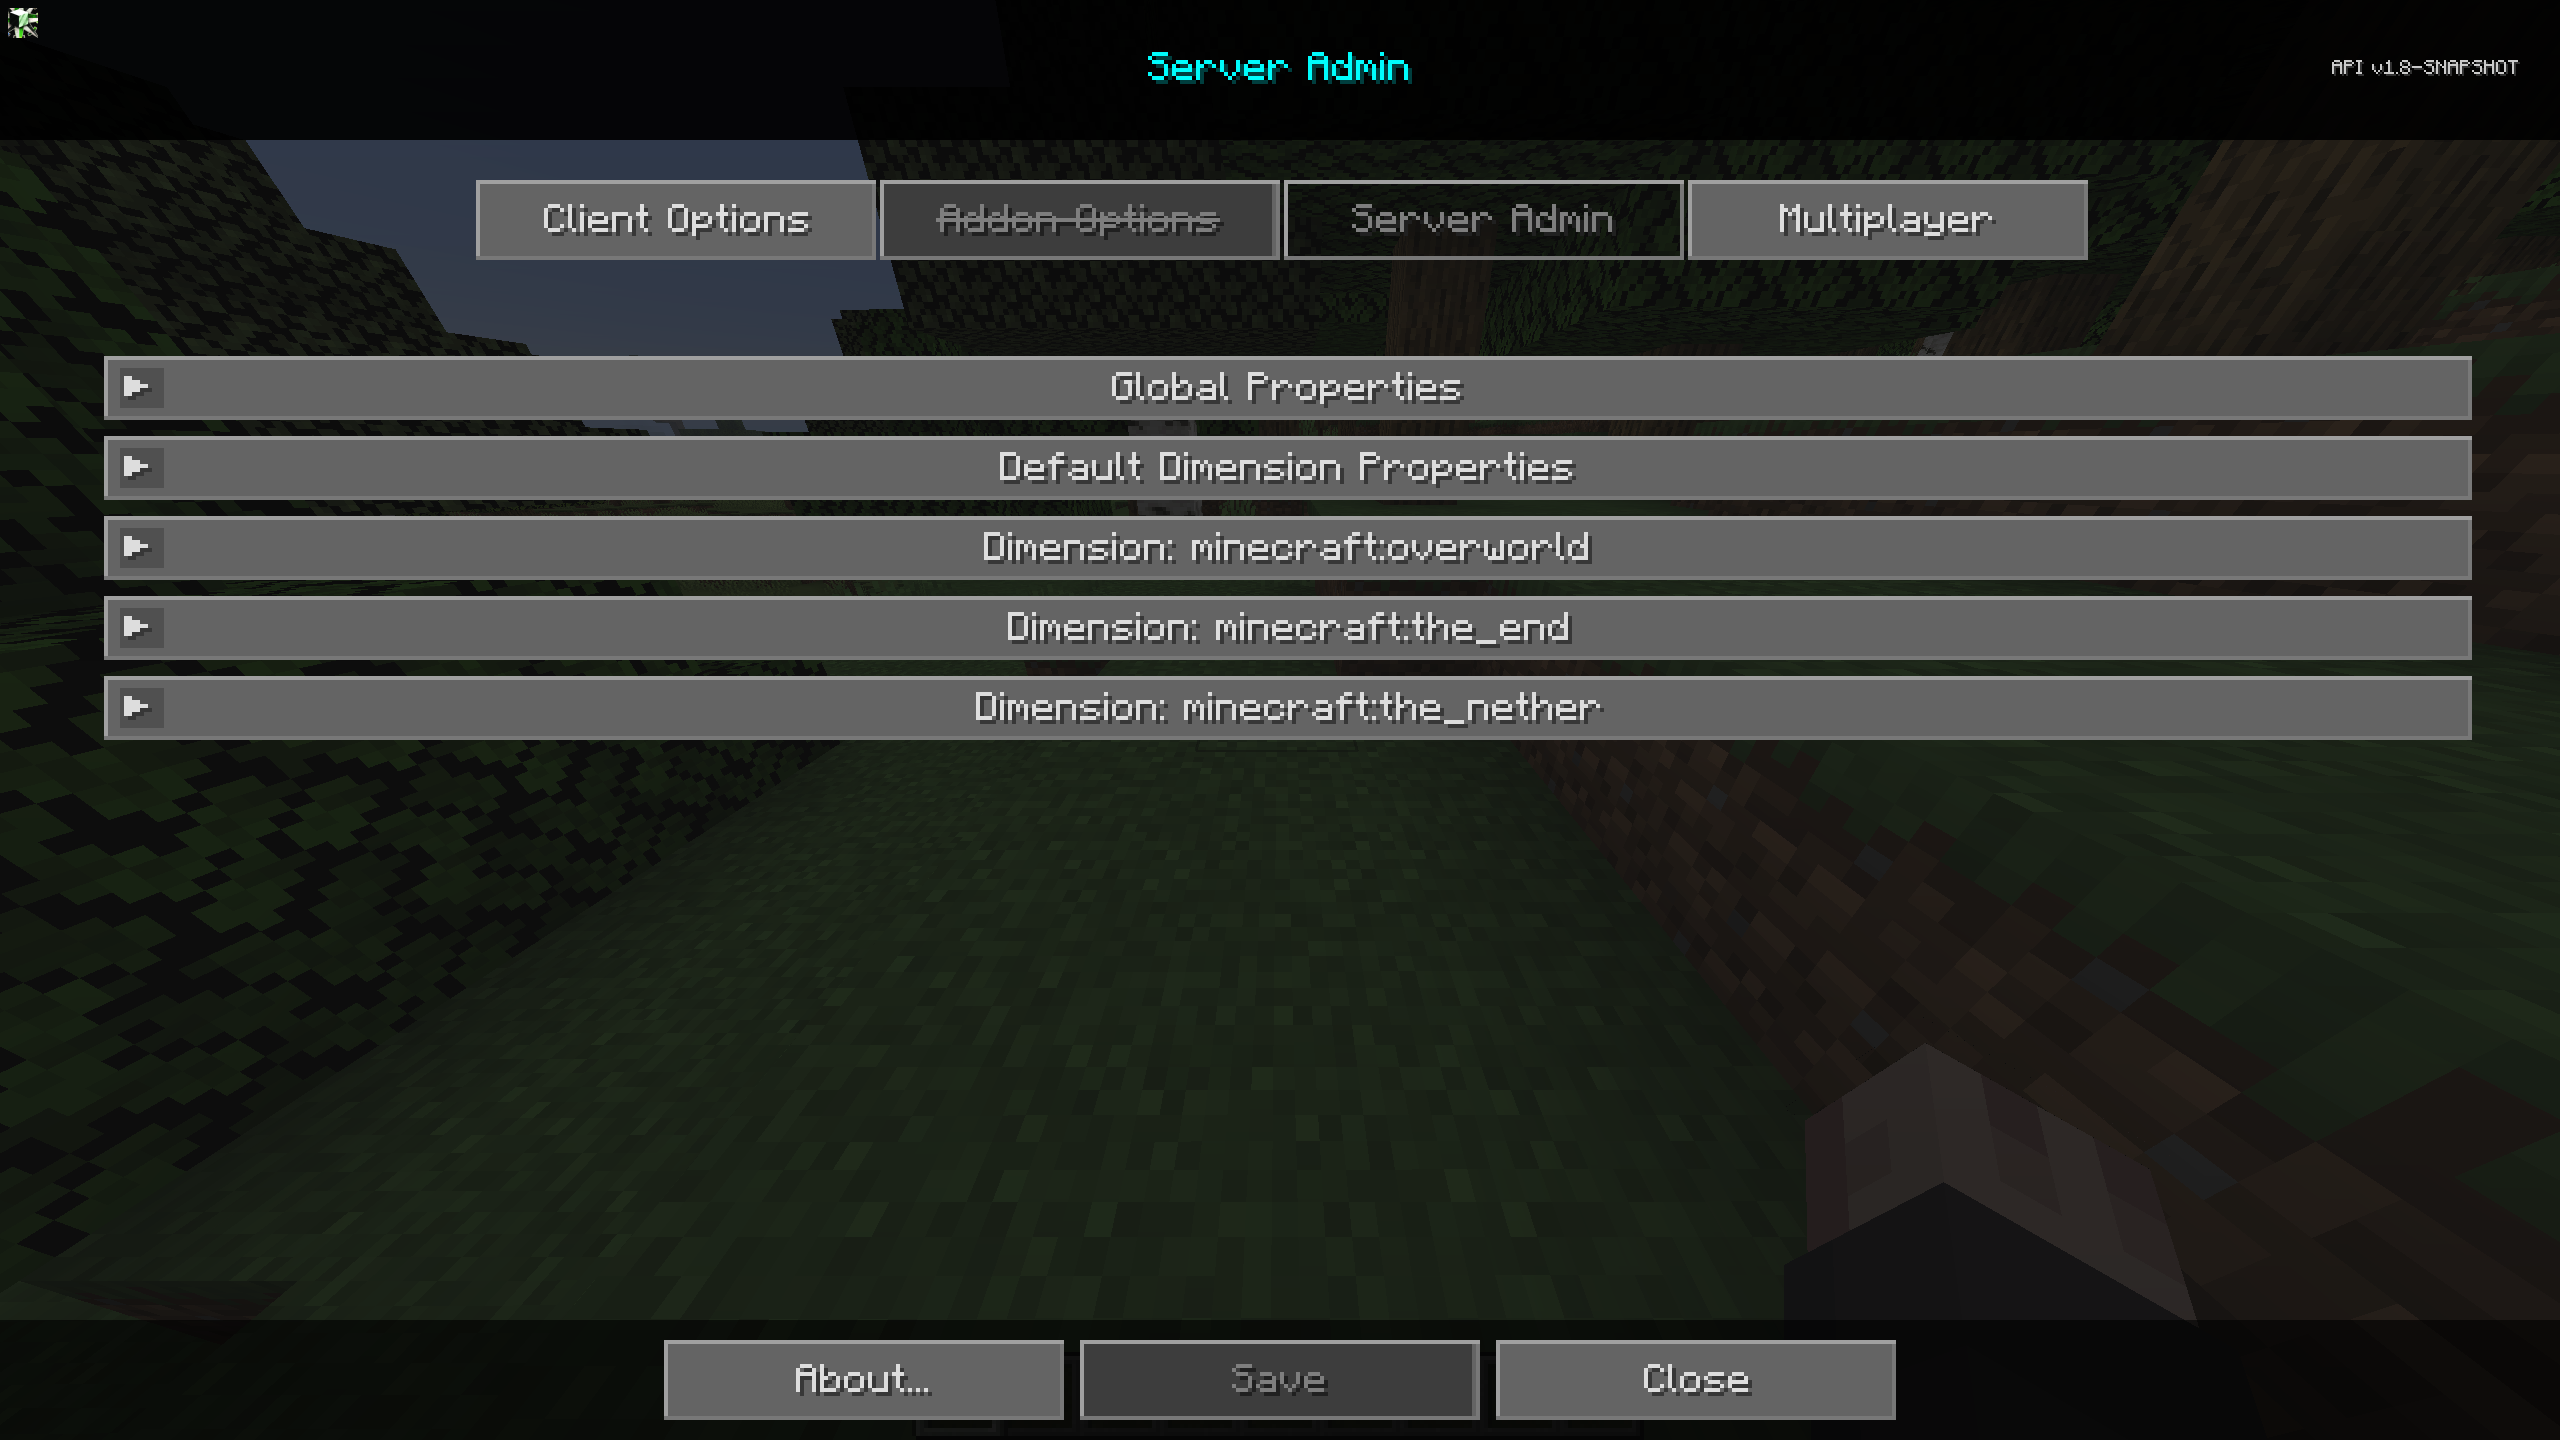 Server Admin
API v1.8-SNAPSHOT
Client Options
Addon Options
Server Admin
Multiplayer
Global Properties
Default Dimension Properties
Dimension: minecraft:overworld
Dimension: minecraft:the_end
Dimension: minecraft:the_nether
About...
Save
Close